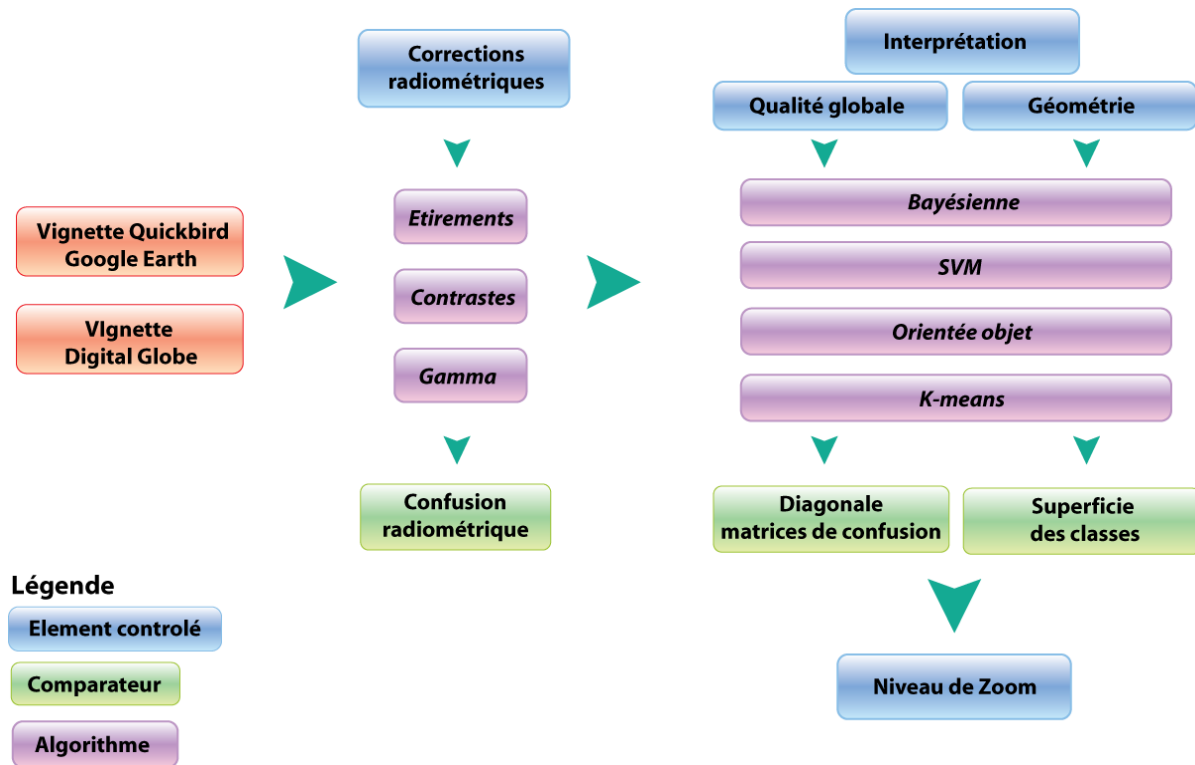 Corrections
radiométriques
Interprétation
Qualité globale
Géométrie
Vignette Quickbird
Google Earth
VIgnette
Digital Globe
Etirements
Contrastes
Gamma
Bayésienne
SVM
Orientée objet
K-means
Confusion
radiométrique
Diagonale
matrices de confusion
Superficie
des classes
Niveau de Zoom
Légende
Element controlé
Comparateur
Algorithme